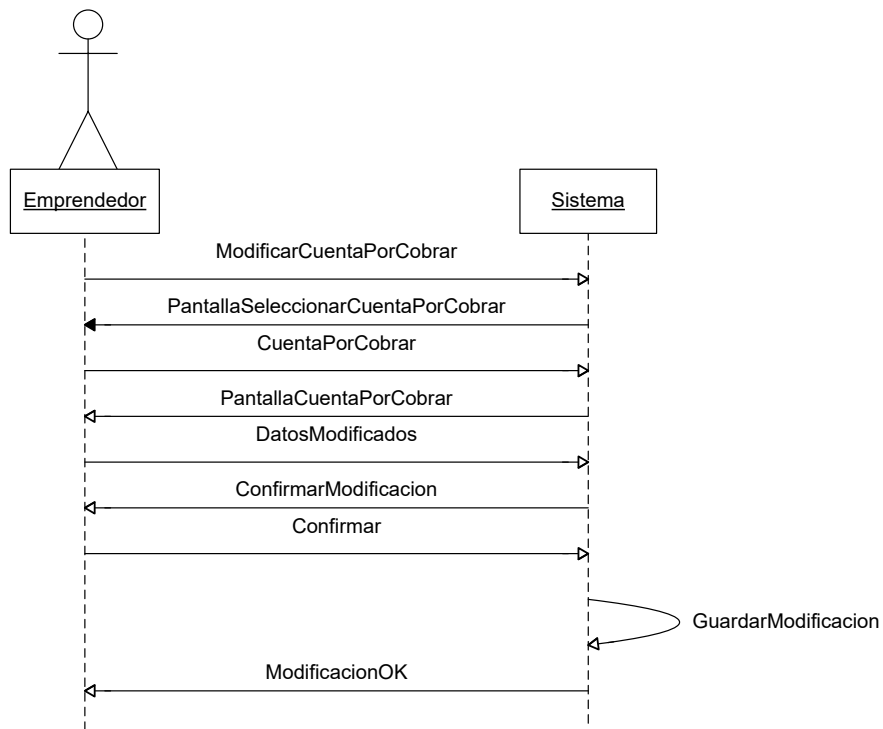 Emprendedor
Sistema
ModificarCuentaPorCobrar
PantallaSeleccionarCuentaPorCobrar
CuentaPorCobrar
PantallaCuentaPorCobrar
DatosModificados
ConfirmarModificacion
Confirmar
GuardarModificacion
ModificacionOK